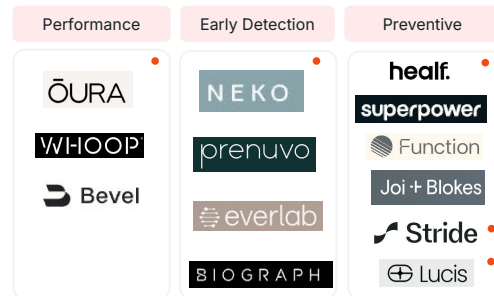 Performance
Early Detection
Preventive
ŌURA
WHOOP
Bevel
NEKO
prenuvo
everlab
BIOGRAPH
healf.
superpower
Function
Joi + Blokes
Stride
Lucis